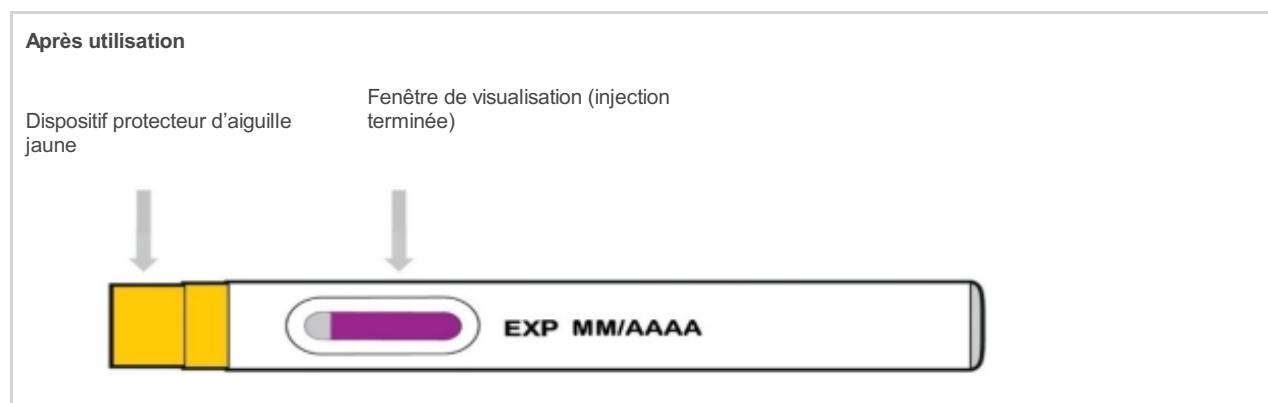 Après utilisation
Fenêtre de visualisation (injection
terminée)
Dispositif protecteur d’aiguille
jaune
EXP MM/AAAA